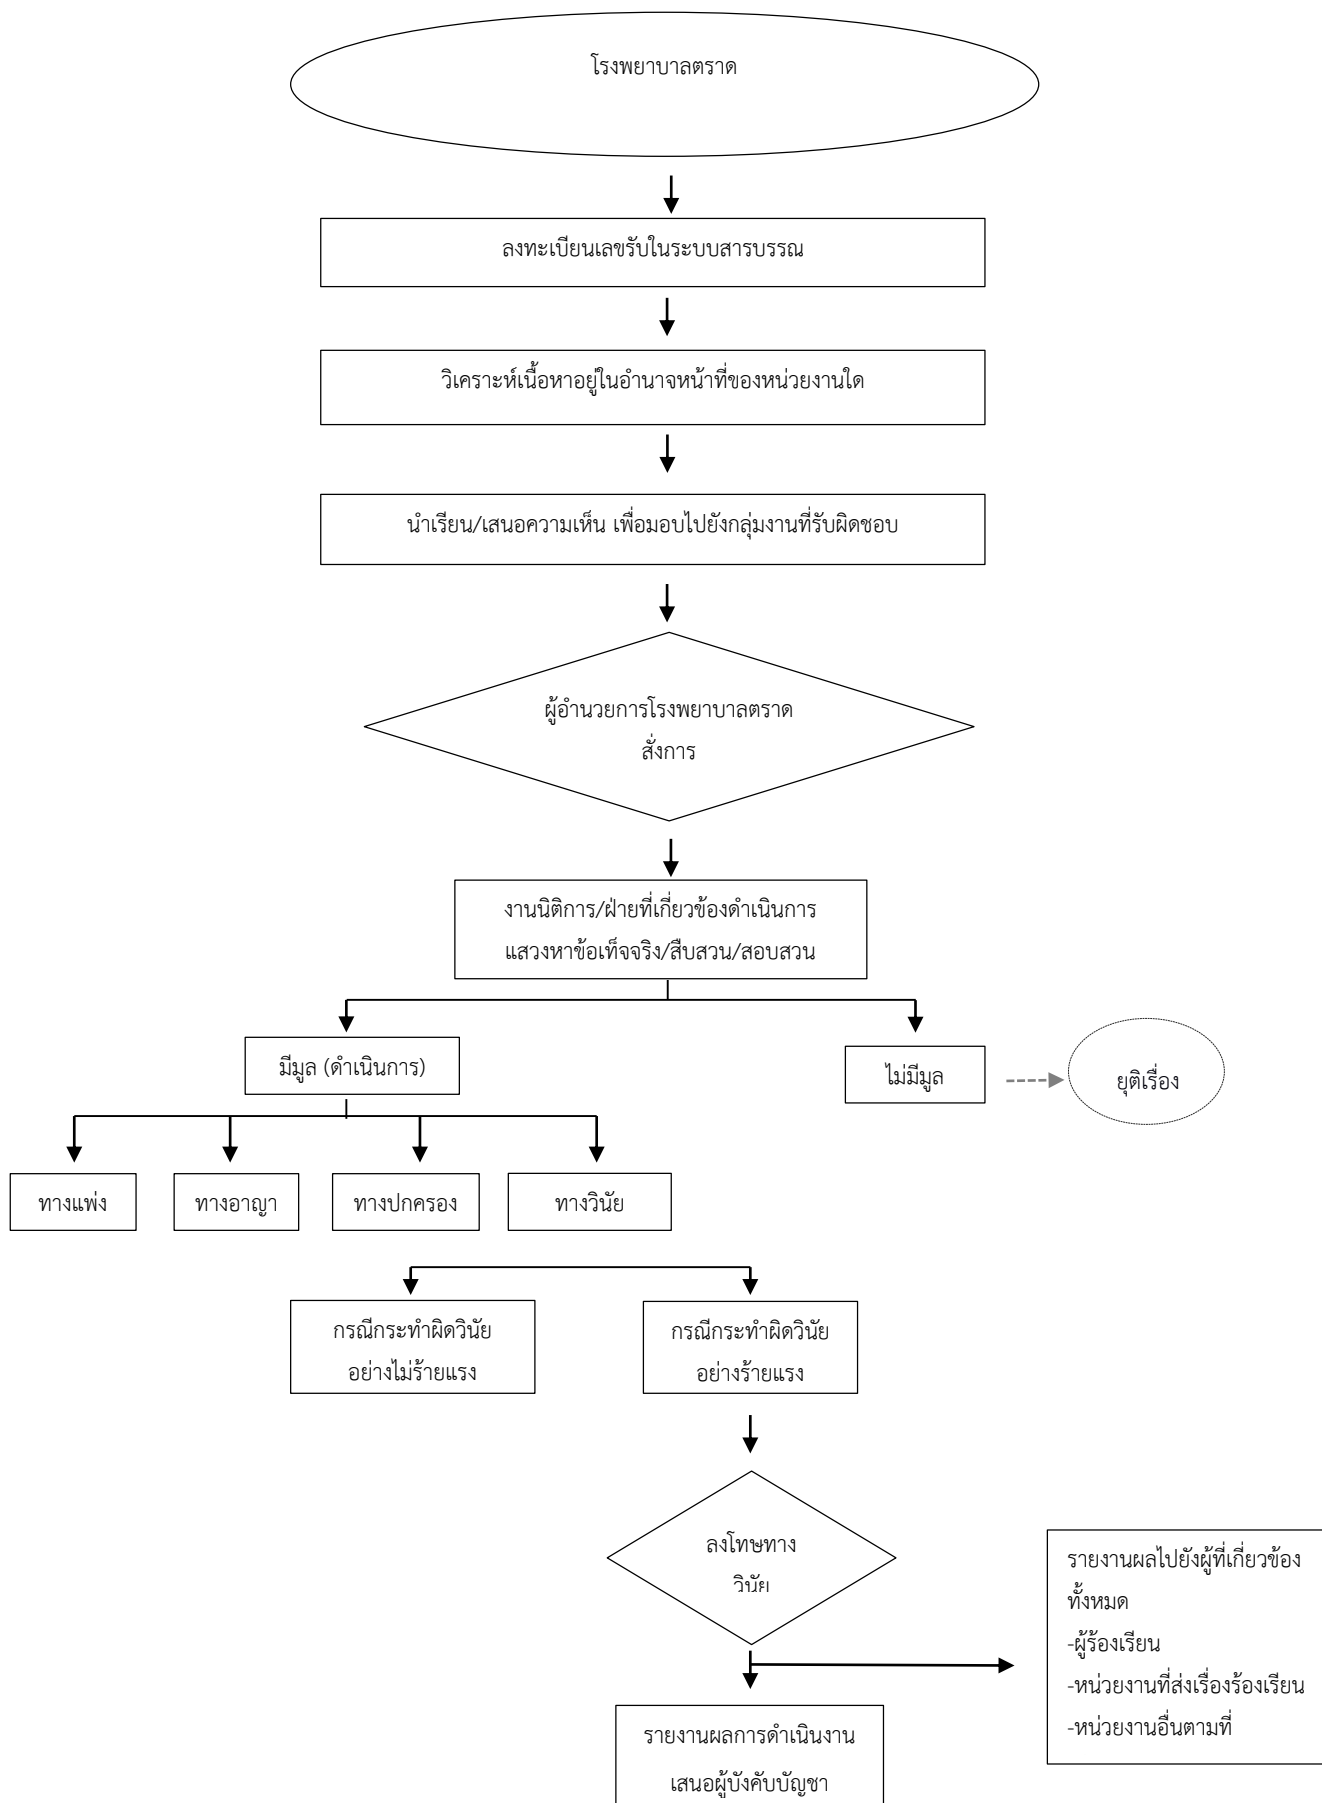 โรงพยาบาลตราด
ลงทะเบียนเลขรับในระบบสารบรรณ
วิเคราะห์เนื้อหาอยู่ในอำนาจหน้าที่ของหน่วยงานใด
นำเรียน/เสนอความเห็น เพื่อมอบไปยังกลุ่มงานที่รับผิดชอบ
ผู้อำนวยการโรงพยาบาลตราด
สั่งการ
งานนิติการ/ฝ่ายที่เกี่ยวข้องดำเนินการ
แสวงหาข้อเท็จจริง/สืบสวน/สอบสวน
มีมูล (ดำเนินการ)
ไม่มีมูล
ยุติเรื่อง
ทางแพ่ง
ทางอาญา
ทางปกครอง
ทางวินัย
กรณีกระทำผิดวินัย
อย่างไม่ร้ายแรง
กรณีกระทำผิดวินัย
อย่างร้ายแรง
ลงโทษทาง
วินัย
รายงานผลไปยังผู้ที่เกี่ยวข้อง
ทั้งหมด
-ผู้ร้องเรียน
-หน่วยงานที่ส่งเรื่องร้องเรียน
-หน่วยงานอื่นตามที่
รายงานผลการดำเนินงาน
เสนอผู้บังคับบัญชา